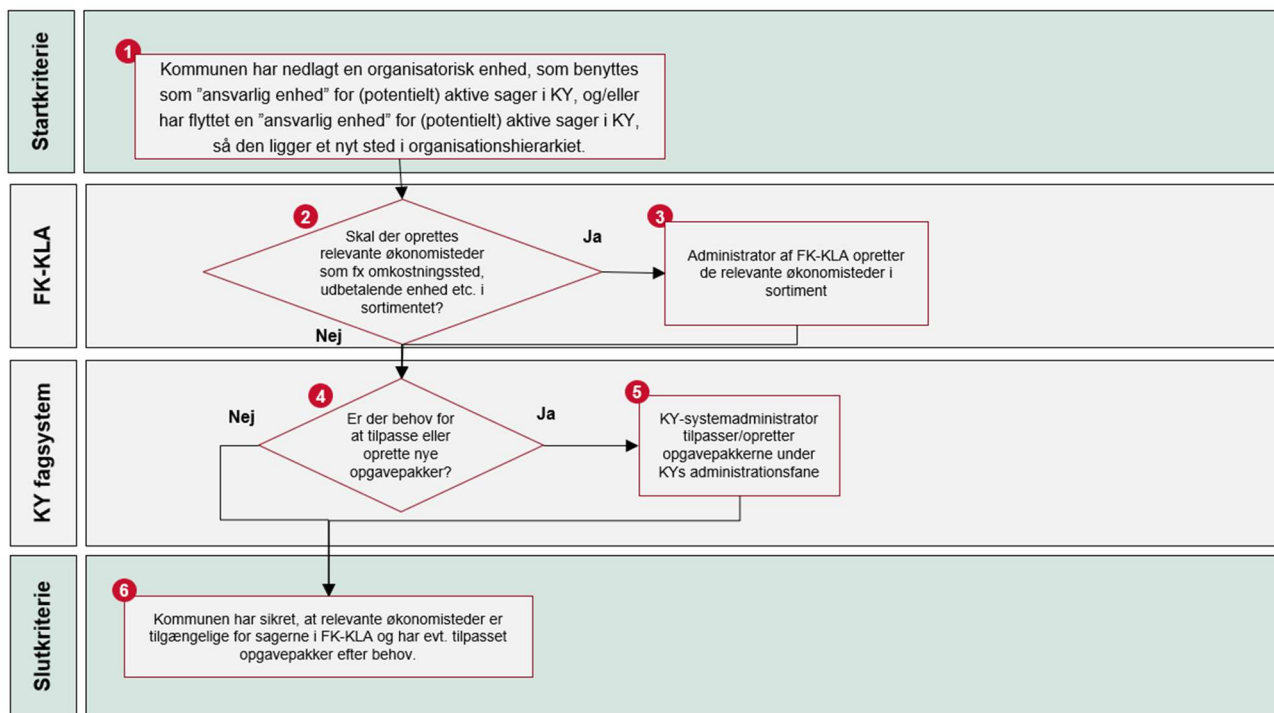 Startkriterie
1
Kommunen har nedlagt en organisatorisk enhed, som benyttes
som ”ansvarlig enhed” for (potentielt) aktive sager i KY, og/eller
har flyttet en ”ansvarlig enhed” for (potentielt) aktive sager i KY,
så den ligger et nyt sted i organisationshierarkiet.
FK-KLA
2
Skal der oprettes
relevante økonomisteder
som fx omkostningssted,
udbetalende enhed etc. i
sortimentet?
Ja
Nej
3
Administrator af FK-KLA opretter
de relevante økonomisteder i
sortiment
KY fagsystem
Nej
4
Er der behov for
at tilpasse eller
oprette nye
opgavepakker?
Ja
5
KY-systemadministrator
tilpasser/opretter
opgavepakkerne under
KYs administrationsfane
Slutkriterie
6
Kommunen har sikret, at relevante økonomisteder er
tilgængelige for sagerne i FK-KLA og har evt. tilpasset
opgavepakker efter behov.